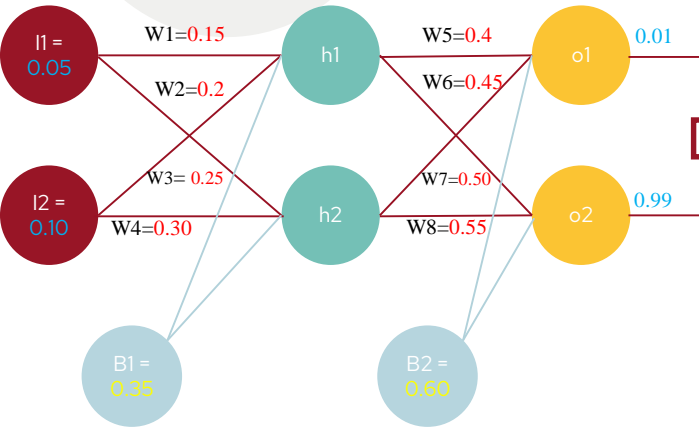 I1 =
0.05
W1=0.15
h1
W5=0.4
o1
0.01
W2=0.2
W6=0.45
W3= 0.25
W7=0.50
I2 =
0.10
W4=0.30
h2
W8=0.55
o2
0.99
B1 =
0.35
B2 =
0.60